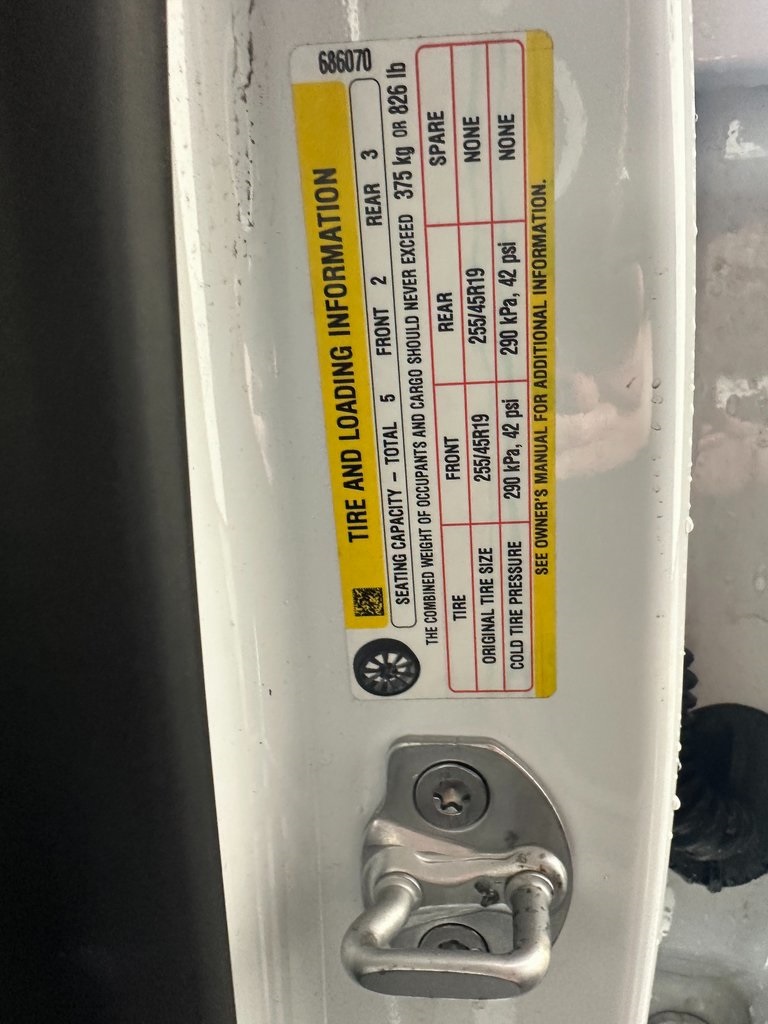 686070
TIRE AND LOADING INFORMATION
SEATING CAPACITY – TOTAL 5 FRONT 2 REAR 3
THE COMBINED WEIGHT OF OCCUPANTS AND CARGO SHOULD NEVER EXCEED 375 kg OR 826 lb
TIRE FRONT REAR SPARE
ORIGINAL TIRE SIZE 255/45R19 255/45R19 NONE
COLD TIRE PRESSURE 290 kPa, 42 psi 290 kPa, 42 psi NONE
SEE OWNER'S MANUAL FOR ADDITIONAL INFORMATION.